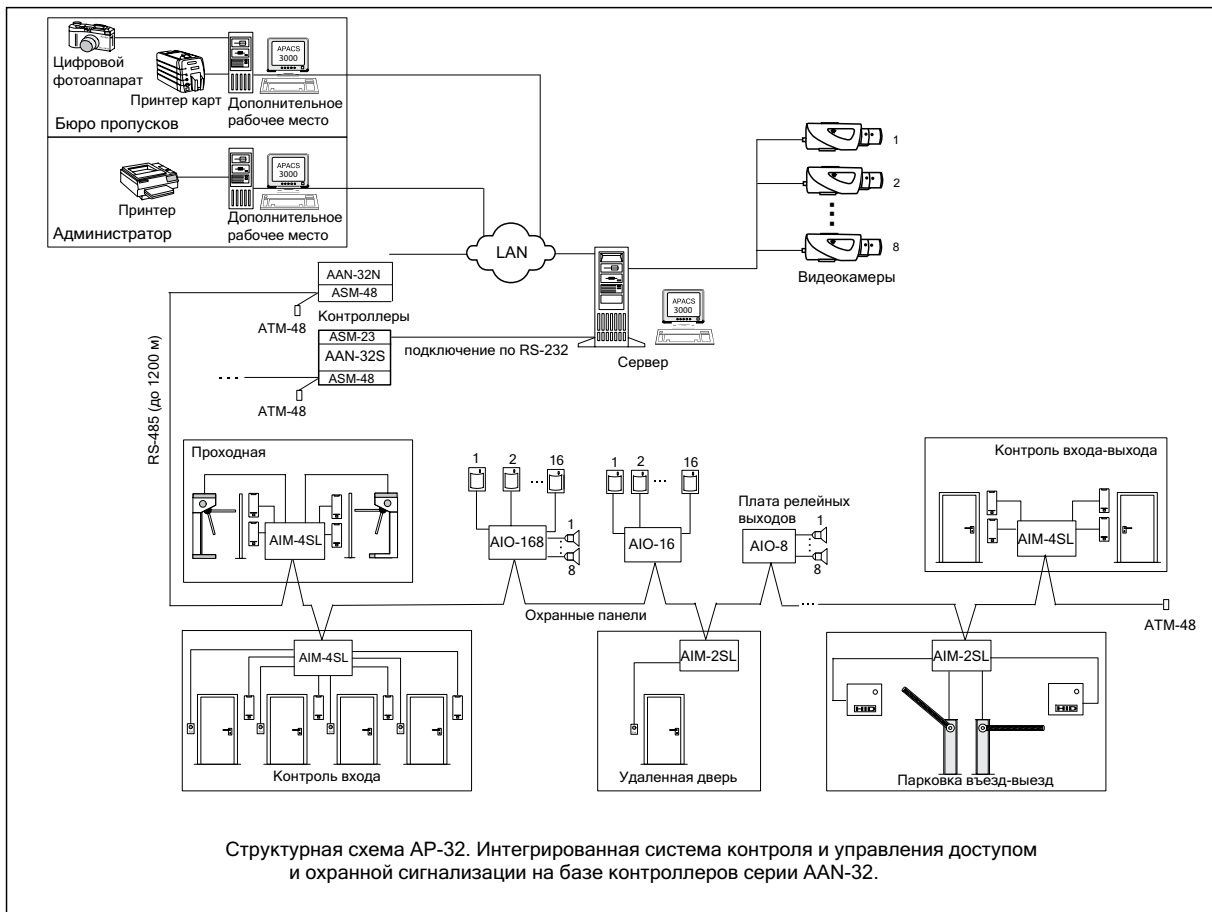 APACS
3000
Цифровой
фотоаппарат
Принтер карт
Дополнительное
рабочее место
Бюро пропусков
APACS
3000
Принтер
Дополнительное
рабочее место
Администратор
LAN
1
2
8
Видеокамеры
AAN-32N
ASM-48
ATM-48
Контроллеры
ASM-23
AAN-32S
ASM-48
ATM-48
подключение по RS-232
APACS
3000
Сервер
RS-485 (до 1200 м)
Проходная
AIM-4SL
1
2
16
AIO-168
1
8
1
2
16
AIO-16
Плата релейных
выходов
AIO-8
1
8
Контроль входа-выхода
AIM-4SL
Охранные панели
ATM-48
AIM-4SL
Контроль входа
AIM-2SL
Удаленная дверь
AIM-2SL
HID
HID
Парковка въезд-выезд
Структурная схема AP-32. Интегрированная система контроля и управления доступом
и охранной сигнализации на базе контроллеров серии AAN-32.